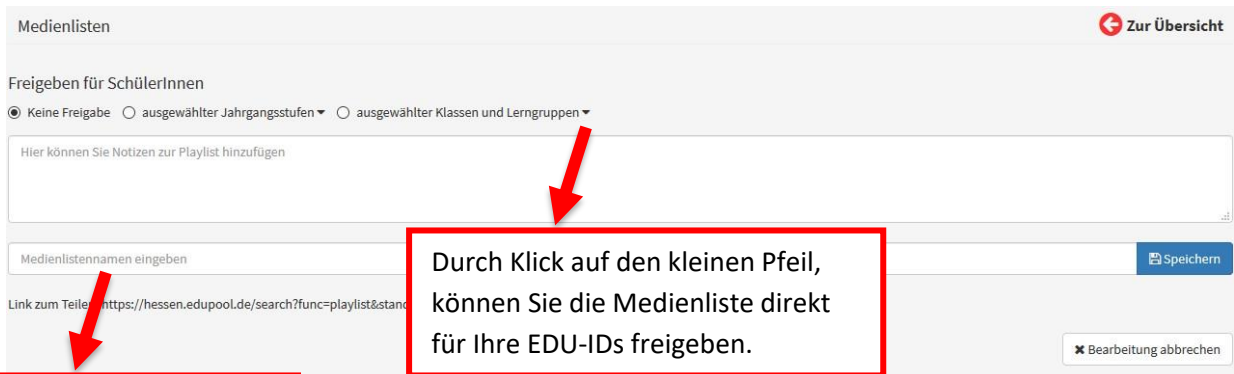 Medienlisten
Zur Übersicht
Freigeben für SchülerInnen
Keine Freigabe ausgewählter Jahrgangsstufen ausgewählter Klassen und Lerngruppen
Hier können Sie Notizen zur Playlist hinzufügen
Medienlistennamen eingeben
Speichern
Durch Klick auf den kleinen Pfeil,
können Sie die Medienliste direkt
für Ihre EDU-IDs freigeben.
Link zum Teilen https://hessen.edupool.de/search?func=playlist&stand
Bearbeitung abbrechen